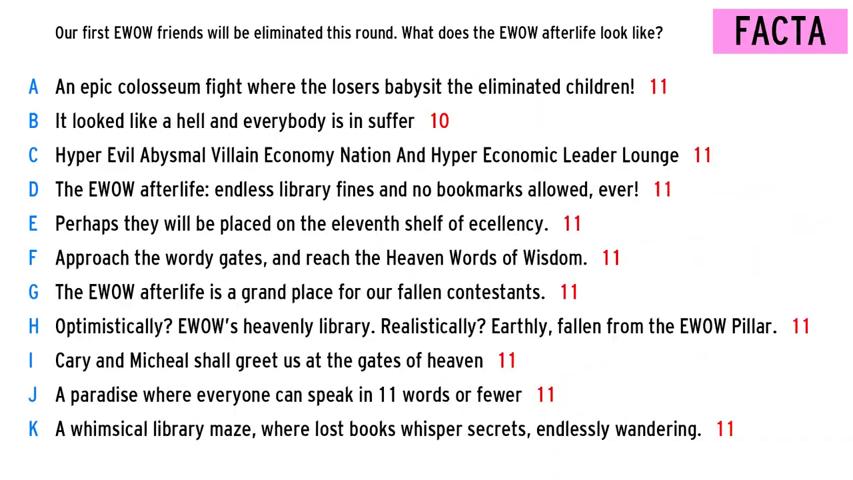 Our first EWOW friends will be eliminated this round. What does the EWOW afterlife look like?
FACTA
A An epic colosseum fight where the losers babysit the eliminated children! 11
B It looked like a hell and everybody is in suffer 10
C Hyper Evil Abysmal Villain Economy Nation And Hyper Economic Leader Lounge 11
D The EWOW afterlife: endless library fines and no bookmarks allowed, ever! 11
E Perhaps they will be placed on the eleventh shelf of ecellency. 11
F Approach the wordy gates, and reach the Heaven Words of Wisdom. 11
G The EWOW afterlife is a grand place for our fallen contestants. 11
H Optimistically? EWOW's heavenly library. Realistically? Earthly, fallen from the EWOW Pillar. 11
I Cary and Micheal shall greet us at the gates of heaven 11
J A paradise where everyone can speak in 11 words or fewer 11
K A whimsical library maze, where lost books whisper secrets, endlessly wandering. 11